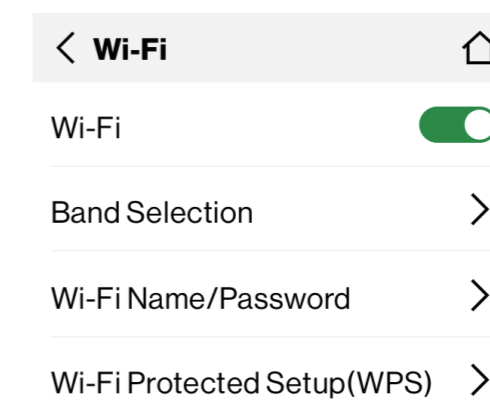 Wi-Fi
Wi-Fi
Band Selection
Wi-Fi Name/Password
Wi-Fi Protected Setup(WPS)